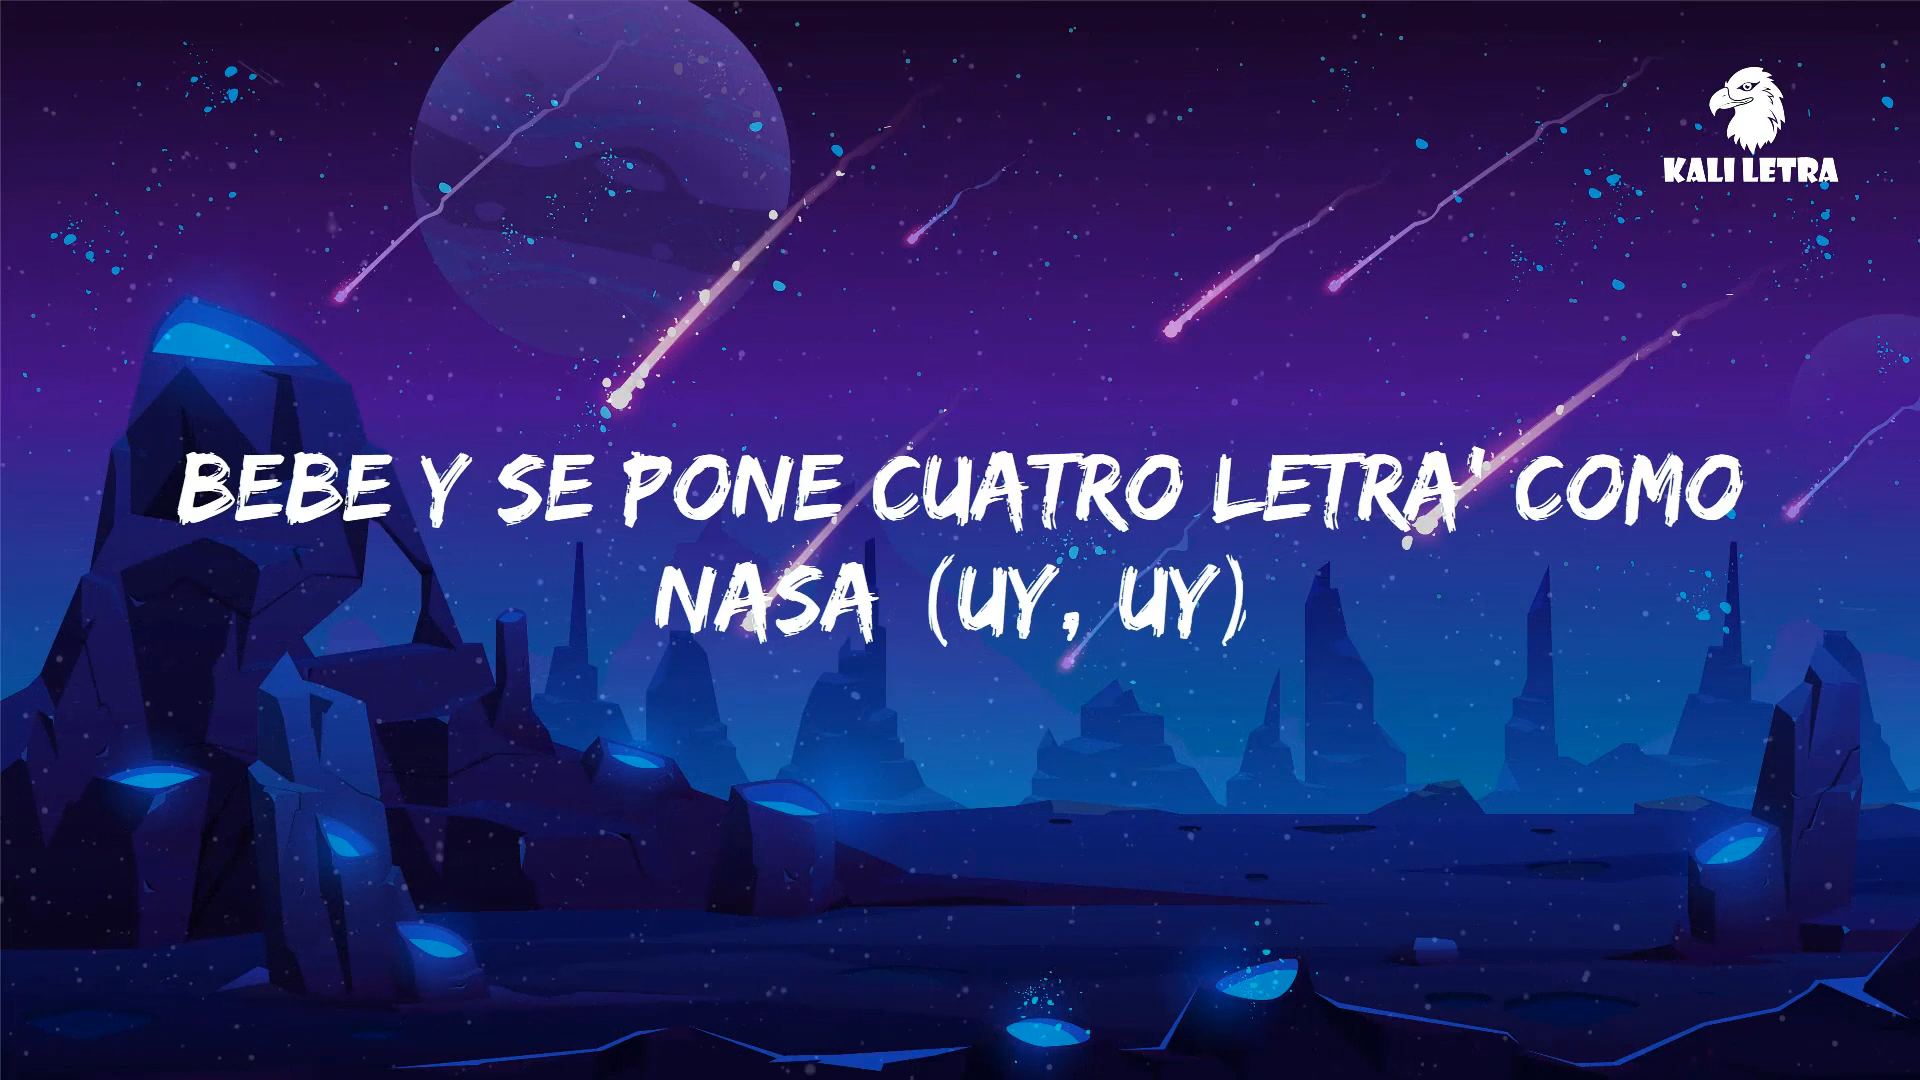 KALI LETRA
BEBE Y SE PONE CUATRO LETRA' COMO
NASA (UY, UY)